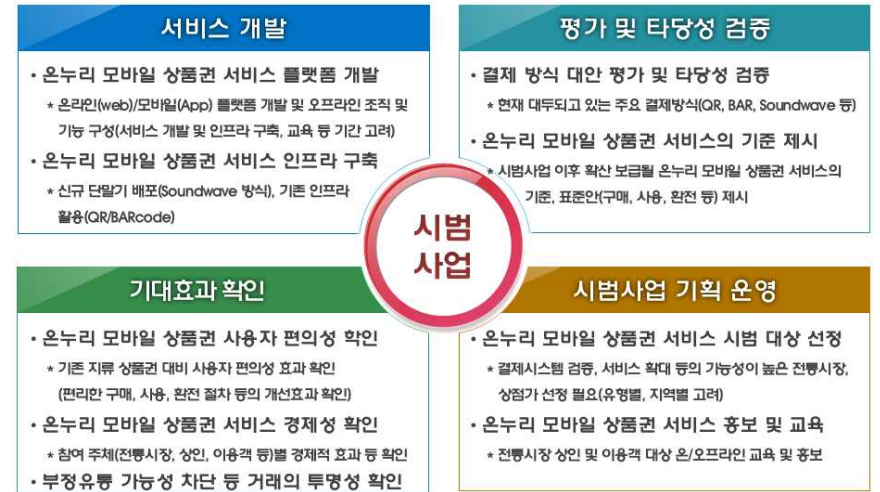 서비스 개발
• 온누리 모바일 상품권 서비스 플랫폼 개발
* 온라인(web)/모바일(App) 플랫폼 개발 및 오프라인 조직 및
기능 구성(서비스 개발 및 인프라 구축, 교육 등 기간 고려)
• 온누리 모바일 상품권 서비스 인프라 구축
* 신규 단말기 배포(Soundwave 방식), 기존 인프라
활용(QR/BARcode)
평가 및 타당성 검증
• 결제 방식 대안 평가 및 타당성 검증
* 현재 대두되고 있는 주요 결제방식(QR, BAR, Soundwave 등)
• 온누리 모바일 상품권 서비스의 기준 제시
* 시범사업 이후 확산 보급될 온누리 모바일 상품권 서비스의
기준, 표준안(구매, 사용, 환전 등) 제시
시범
사업
기대효과 확인
• 온누리 모바일 상품권 사용자 편의성 확인
* 기존 지류 상품권 대비 사용자 편의성 효과 확인
(편리한 구매, 사용, 환전 절차 등의 개선효과 확인)
• 온누리 모바일 상품권 서비스 경제성 확인
* 참여 주체(전통시장, 상인, 이용객 등)별 경제적 효과 등 확인
• 부정유통 가능성 차단 등 거래의 투명성 확인
시범사업 기획 운영
• 온누리 모바일 상품권 서비스 시범 대상 선정
* 결제시스템 검증, 서비스 확대 등의 가능성이 높은 전통시장,
상점가 선정 필요(유형별, 지역별 고려)
• 온누리 모바일 상품권 서비스 홍보 및 교육
* 전통시장 상인 및 이용객 대상 온/오프라인 교육 및 홍보